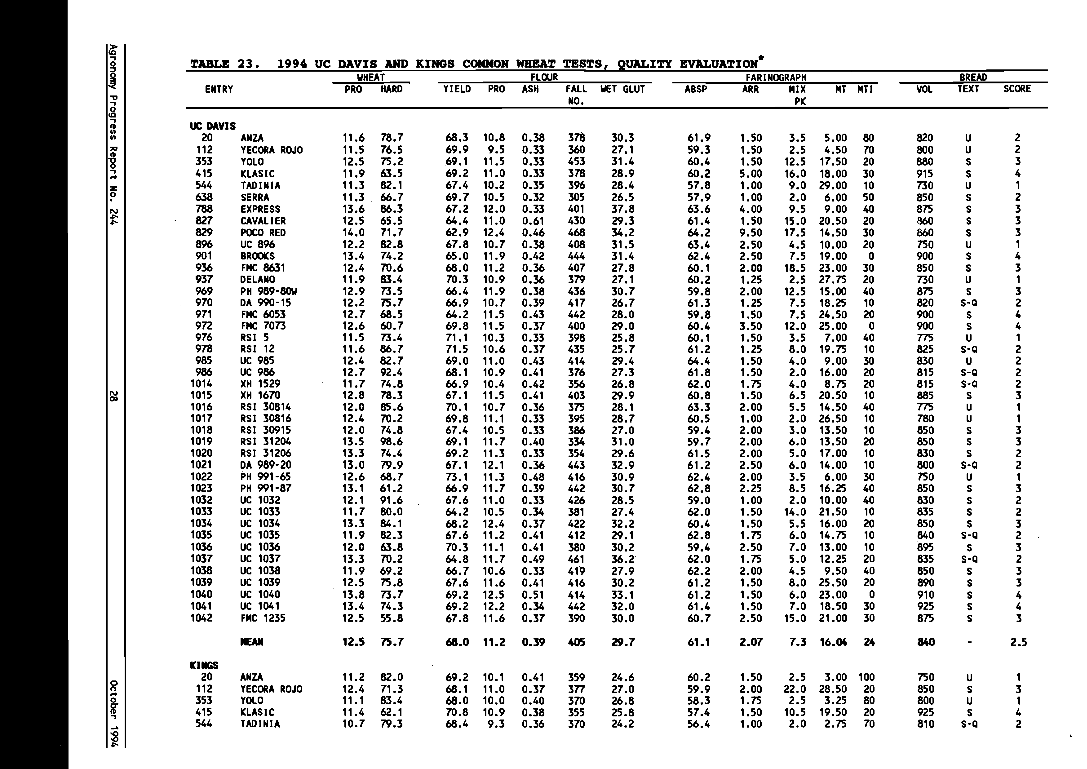 Agronomy Progress Report No. 244
28
October 1994
TABLE 23. 1994 UC DAVIS AND KINGS COMMON WHEAT TESTS, QUALITY EVALUATION*
WHEAT FLOUR FARINOGRAPH BREAD
ENTRY PRO HARD YIELD PRO ASH FALL WET GLUT ABSP ARR MIX MT MTI VOL TEXT SCORE
NO. PK
UC DAVIS
20 ANZA 11.6 78.7 68.3 10.8 0.38 378 30.3 61.9 1.50 3.5 5.00 80 820 U 2
112 YECORA ROJO 11.5 76.5 69.9 9.5 0.33 360 27.1 59.3 1.50 2.5 4.50 70 800 U 2
353 YOLO 12.5 75.2 69.1 11.5 0.33 453 31.4 60.4 1.50 12.5 17.50 20 880 S 3
415 KLASIC 11.9 63.5 69.2 11.0 0.33 378 28.9 60.2 5.00 16.0 18.00 30 915 S 4
544 TADINIA 11.3 82.1 67.4 10.2 0.35 396 28.4 57.8 1.00 9.0 29.00 10 730 U 1
638 SERRA 11.3 66.7 69.7 10.5 0.32 305 26.5 57.9 1.00 2.0 6.00 50 850 S 2
788 EXPRESS 13.6 86.3 67.2 12.0 0.33 401 37.8 63.6 4.00 9.5 9.00 40 875 S 3
827 CAVALIER 12.5 65.5 64.4 11.0 0.61 430 29.3 61.4 1.50 15.0 20.50 20 860 S 3
829 POCO RED 14.0 71.7 62.9 12.4 0.46 468 34.2 64.2 9.50 17.5 14.50 30 860 S 3
896 UC 896 12.2 82.8 67.8 10.7 0.38 408 31.5 63.4 2.50 4.5 10.00 20 750 U 1
901 BROOKS 13.4 74.2 65.0 11.9 0.42 444 31.4 62.4 2.50 7.5 19.00 0 900 S 4
936 FMC 8631 12.4 70.6 68.0 11.2 0.36 407 27.8 60.1 2.00 18.5 23.00 30 850 S 3
937 DELANO 11.9 83.4 70.3 10.9 0.36 379 27.1 60.2 1.25 2.5 27.75 20 730 U 1
969 PH 989-80W 12.9 73.5 66.4 11.9 0.38 436 30.7 59.8 2.00 12.5 15.00 40 875 S 3
970 DA 990-15 12.2 75.7 66.9 10.7 0.39 417 26.7 61.3 1.25 7.5 18.25 10 820 S-Q 2
971 FMC 6053 12.7 68.5 64.2 11.5 0.43 442 28.0 59.8 1.50 7.5 24.50 20 900 S 4
972 FMC 7073 12.6 60.7 69.8 11.5 0.37 400 29.0 60.4 3.50 12.0 25.00 0 900 S 4
976 RSI 5 11.5 73.4 71.1 10.3 0.33 398 25.8 60.1 1.50 3.5 7.00 40 775 U 1
978 RSI 12 11.6 86.7 71.5 10.6 0.37 435 25.7 61.2 1.25 8.0 19.75 10 825 S-Q 2
985 UC 985 12.4 82.7 69.0 11.0 0.43 414 29.4 64.4 1.50 4.0 9.00 30 830 U 2
986 UC 986 12.7 92.4 68.1 10.9 0.41 376 27.3 61.8 1.50 2.0 16.00 20 815 S-Q 2
1014 XH 1529 11.7 74.8 66.9 10.4 0.42 356 26.8 62.0 1.75 4.0 8.75 20 815 S-Q 2
1015 XH 1670 12.8 78.3 67.1 11.5 0.41 403 29.9 60.8 1.50 6.5 20.50 10 885 S 3
1016 RSI 30814 12.0 85.6 70.1 10.7 0.36 375 28.1 63.3 2.00 5.5 14.50 40 775 U 1
1017 RSI 30816 12.4 70.2 69.8 11.1 0.33 395 28.7 60.5 1.00 2.0 26.50 10 780 U 1
1018 RSI 30915 12.0 74.8 67.4 10.5 0.33 386 27.0 59.4 2.00 3.0 13.50 10 850 S 3
1019 RSI 31204 13.5 98.6 69.1 11.7 0.40 334 31.0 59.7 2.00 6.0 13.50 20 850 S 3
1020 RSI 31206 13.3 74.4 69.2 11.3 0.33 354 29.6 61.5 2.00 5.0 17.00 10 830 S 2
1021 DA 989-20 13.0 79.9 67.1 12.1 0.36 443 32.9 61.2 2.50 6.0 14.00 10 800 S-Q 2
1022 PH 991-65 12.6 68.7 73.1 11.3 0.48 416 30.9 62.4 2.00 3.5 6.00 30 750 U 1
1023 PH 991-87 13.1 61.2 66.9 11.7 0.39 442 30.7 62.8 2.25 8.5 16.25 40 850 S 3
1032 UC 1032 12.1 91.6 67.6 11.0 0.33 426 28.5 59.0 1.00 2.0 10.00 40 830 S 2
1033 UC 1033 11.7 80.0 64.2 10.5 0.34 381 27.4 62.0 1.50 14.0 21.50 10 835 S 2
1034 UC 1034 13.3 84.1 68.2 12.4 0.37 422 32.2 60.4 1.50 5.5 16.00 20 850 S 3
1035 UC 1035 11.9 82.3 67.6 11.2 0.41 412 29.1 62.8 1.75 6.0 14.75 10 840 S-Q 2
1036 UC 1036 12.0 63.8 70.3 11.1 0.41 380 30.2 59.4 2.50 7.0 13.00 10 895 S 3
1037 UC 1037 13.3 70.2 64.8 11.7 0.49 461 36.2 62.0 1.75 5.0 12.25 20 835 S-Q 2
1038 UC 1038 11.9 69.2 66.7 10.6 0.33 419 27.9 62.2 2.00 4.5 9.50 40 850 S 3
1039 UC 1039 12.5 75.8 67.6 11.6 0.41 416 30.2 61.2 1.50 8.0 25.50 20 890 S 3
1040 UC 1040 13.8 73.7 69.2 12.5 0.51 414 33.1 61.2 1.50 6.0 23.00 0 910 S 4
1041 UC 1041 13.4 74.3 69.2 12.2 0.34 442 32.0 61.4 1.50 7.0 18.50 30 925 S 4
1042 FMC 1235 12.5 55.8 67.8 11.6 0.37 390 30.0 60.7 2.50 15.0 21.00 30 875 S 3
MEAN 12.5 75.7 68.0 11.2 0.39 405 29.7 61.1 2.07 7.3 16.04 24 840 - 2.5
KINGS
20 ANZA 11.2 82.0 69.2 10.1 0.41 359 24.6 60.2 1.50 2.5 3.00 100 750 U 1
112 YECORA ROJO 12.4 71.3 68.1 11.0 0.37 377 27.0 59.9 2.00 22.0 28.50 20 850 S 3
353 YOLO 11.1 83.4 68.0 10.0 0.40 370 26.8 58.3 1.75 2.5 3.25 80 800 U 1
415 KLASIC 11.4 62.1 70.8 10.9 0.38 355 25.8 57.4 1.50 10.5 19.50 20 925 S 4
544 TADINIA 10.7 79.3 68.4 9.3 0.36 370 24.2 56.4 1.00 2.0 2.75 70 810 S-Q 2